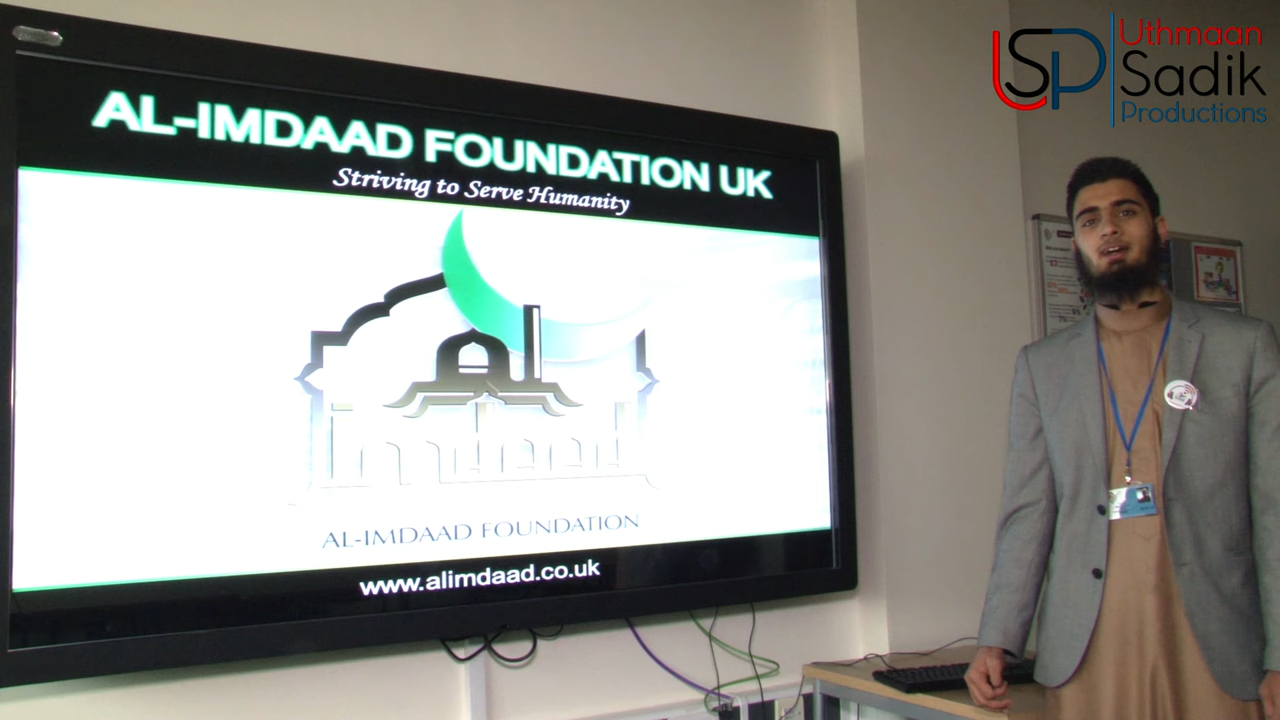 AL-IMDAAD FOUNDATION UK
Striving to Serve Humanity
al
imdaad
AL-IMDAAD FOUNDATION
www.alimdaad.co.uk
USP
Uthmaan
Sadik
Productions